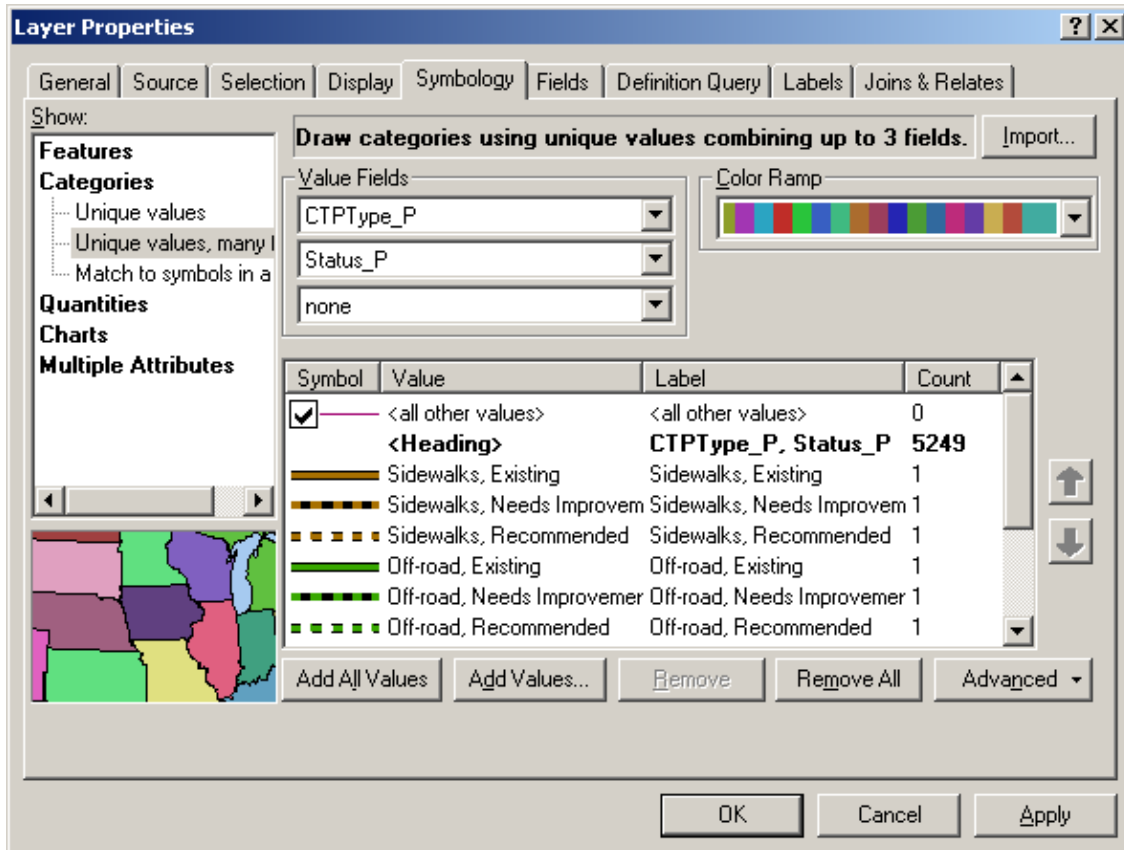 Layer Properties
General Source Selection Display Symbology Fields Definition Query Labels Joins & Relates
Show:
Features
Categories
Unique values
Unique values, many
Match to symbols in a
Quantities
Charts
Multiple Attributes
Draw categories using unique values combining up to 3 fields.
Import...
Value Fields
CTPType_P
Status_P
none
Color Ramp
Symbol Value Label Count
<all other values> <all other values> 0
<Heading> CTPType_P, Status_P 5249
Sidewalks, Existing Sidewalks, Existing 1
Sidewalks, Needs Improvem Sidewalks, Needs Improvem 1
Sidewalks, Recommended Sidewalks, Recommended 1
Off-road, Existing Off-road, Existing 1
Off-road, Needs Improvemer Off-road, Needs Improvemer 1
Off-road, Recommended Off-road, Recommended 1
Add All Values Add Values... Remove Remove All Advanced
OK Cancel Apply